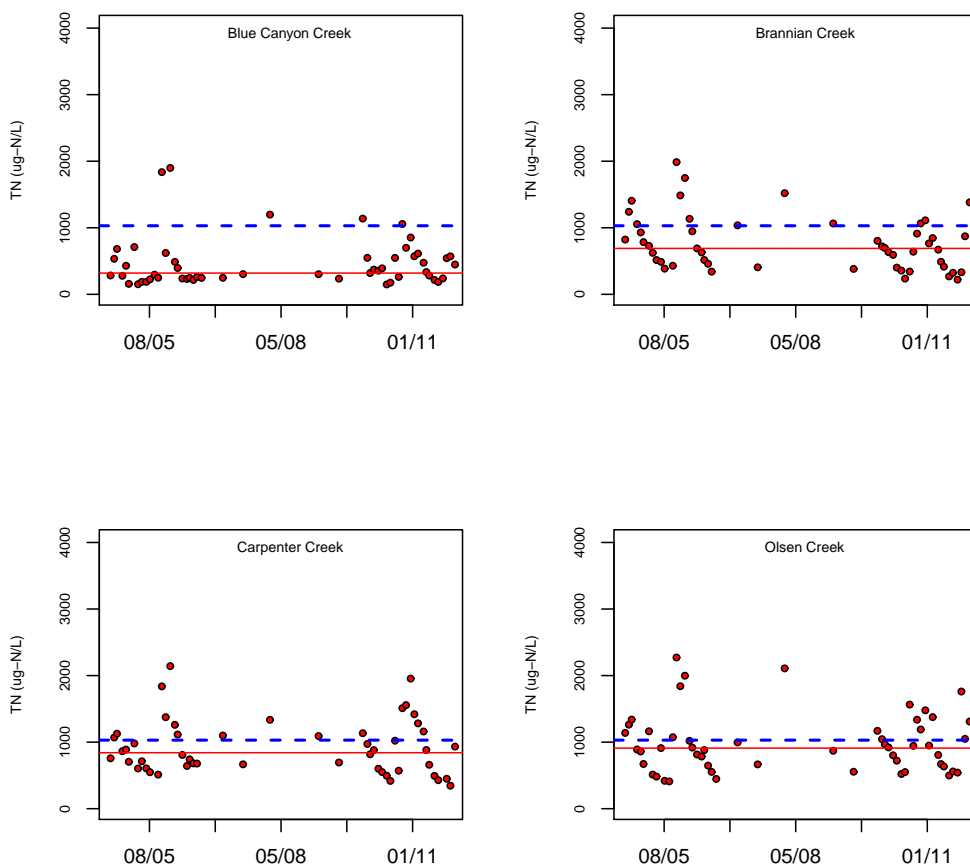 Blue Canyon Creek
TN (ug−N/L)
4000
3000
2000
1000
0
08/05 05/08 01/11
Brannian Creek
TN (ug−N/L)
4000
3000
2000
1000
0
08/05 05/08 01/11
Carpenter Creek
TN (ug−N/L)
4000
3000
2000
1000
0
08/05 05/08 01/11
Olsen Creek
TN (ug−N/L)
4000
3000
2000
1000
0
08/05 05/08 01/11